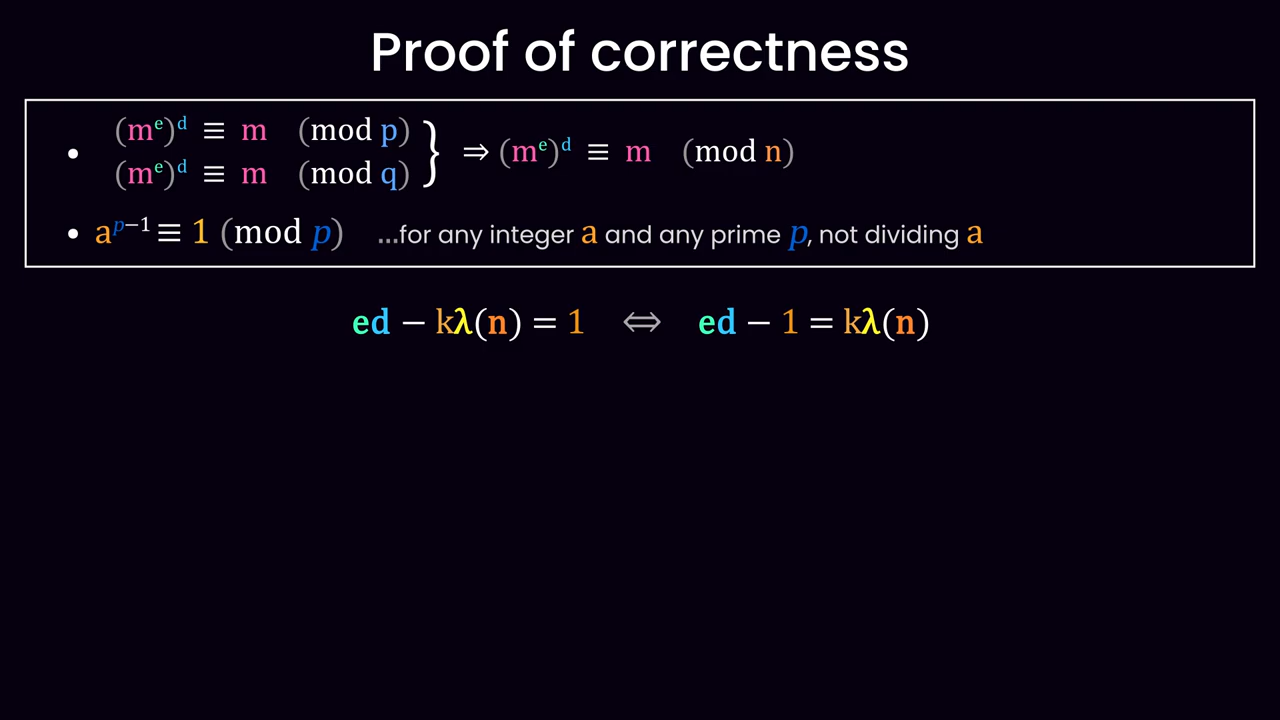 Proof of correctness
• (mᵉ)ᵈ ≡ m (mod p)
(mᵉ)ᵈ ≡ m (mod q) } ⇒ (mᵉ)ᵈ ≡ m (mod n)
• aᵖ⁻¹ ≡ 1 (mod p) ...for any integer a and any prime p, not dividing a
ed − kλ(n) = 1 ⇔ ed − 1 = kλ(n)